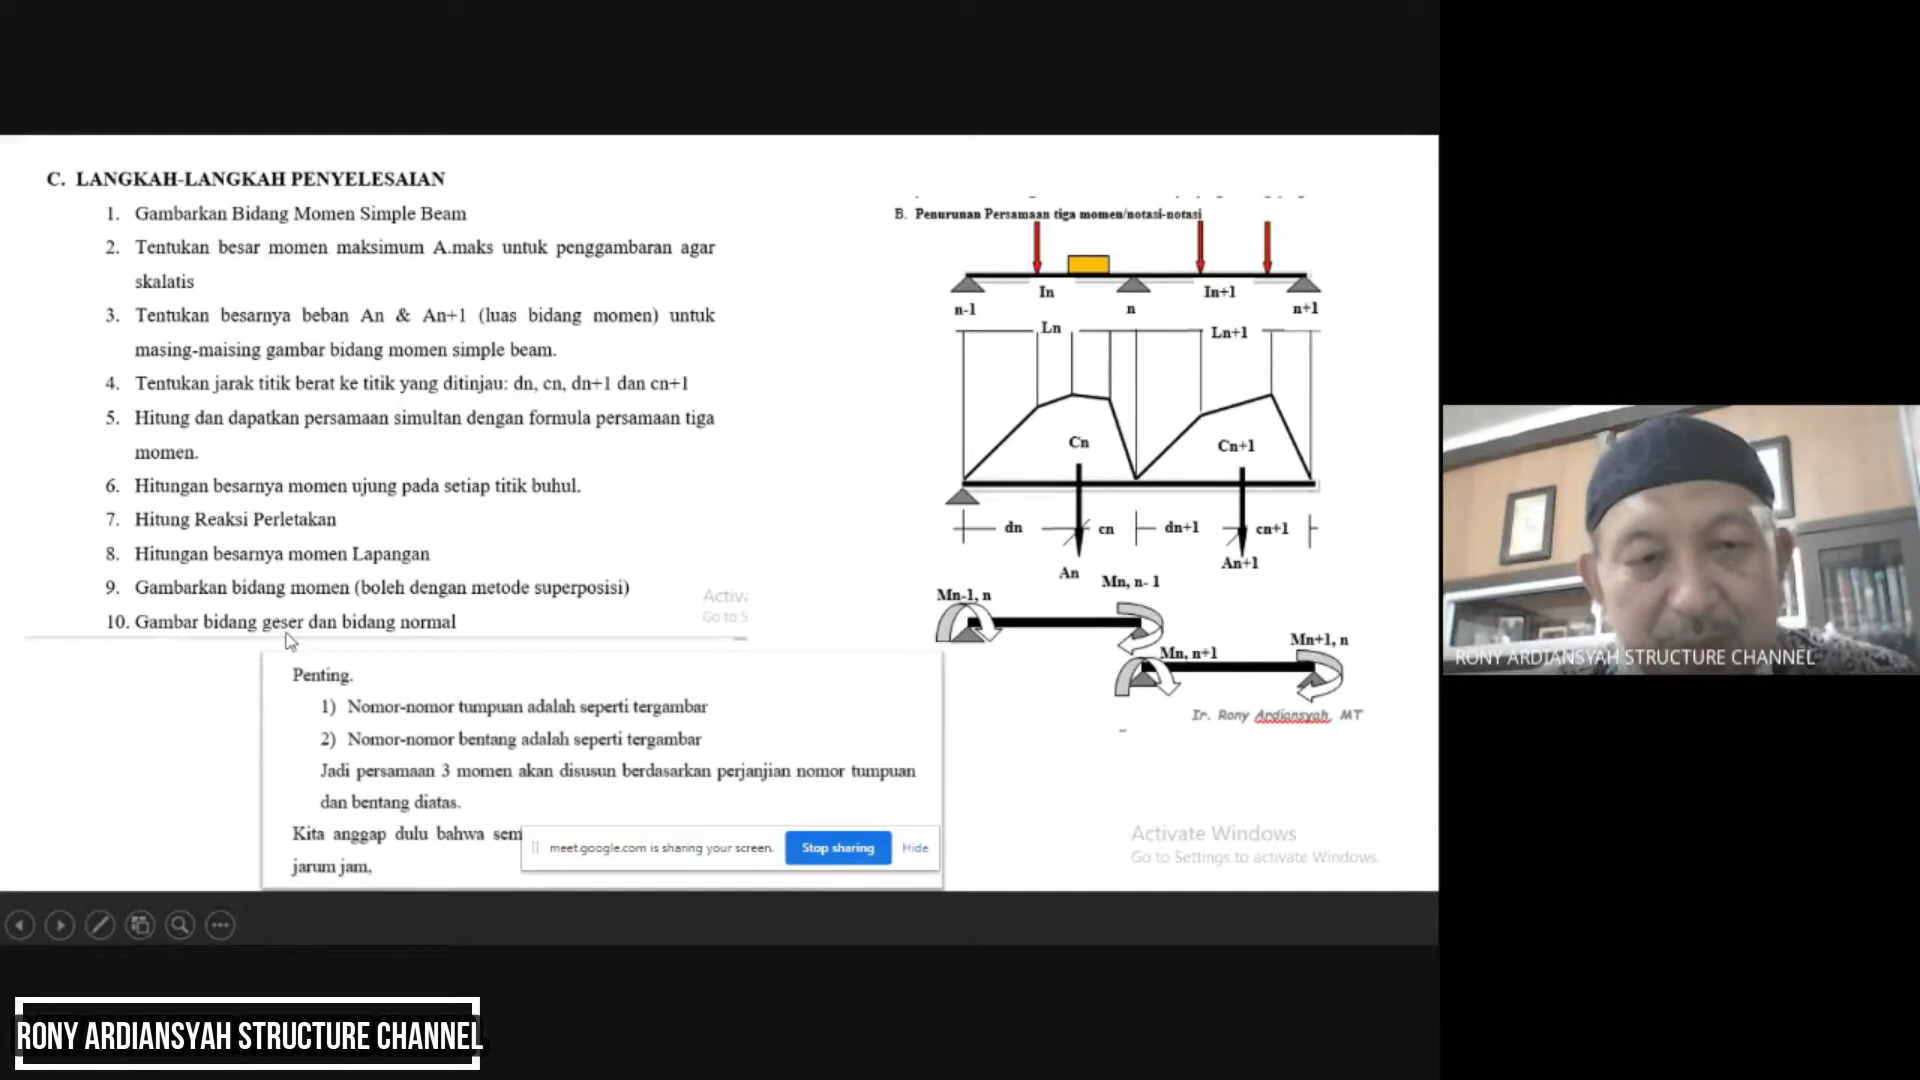 C. LANGKAH-LANGKAH PENYELESAIAN
1. Gambarkan Bidang Momen Simple Beam
2. Tentukan besar momen maksimum A.maks untuk penggambaran agar
skalatis
3. Tentukan besarnya beban An & An+1 (luas bidang momen) untuk
masing-maising gambar bidang momen simple beam.
4. Tentukan jarak titik berat ke titik yang ditinjau: dn, cn, dn+1 dan cn+1
5. Hitung dan dapatkan persamaan simultan dengan formula persamaan tiga
momen.
6. Hitungan besarnya momen ujung pada setiap titik buhul.
7. Hitung Reaksi Perletakan
8. Hitungan besarnya momen Lapangan
9. Gambarkan bidang momen (boleh dengan metode superposisi)
10. Gambar bidang geser dan bidang normal
Activa
Go to S
Penting.
1) Nomor-nomor tumpuan adalah seperti tergambar
2) Nomor-nomor bentang adalah seperti tergambar
Jadi persamaan 3 momen akan disusun berdasarkan perjanjian nomor tumpuan
dan bentang diatas.
Kita anggap dulu bahwa sem
jarum jam,
meet.google.com is sharing your screen.
Stop sharing
Hide
B. Penurunan Persamaan tiga momen/notasi-notasi
In
In+1
n-1
n
n+1
Ln
Ln+1
Cn
Cn+1
dn
cn
dn+1
cn+1
An
An+1
Mn, n- 1
Mn-1, n
Mn, n+1
Mn+1, n
Ir. Rony Ardiansyah, MT
Activate Windows
Go to Settings to activate Windows.
RONY ARDIANSYAH STRUCTURE CHANNEL
RONY ARDIANSYAH STRUCTURE CHANNEL